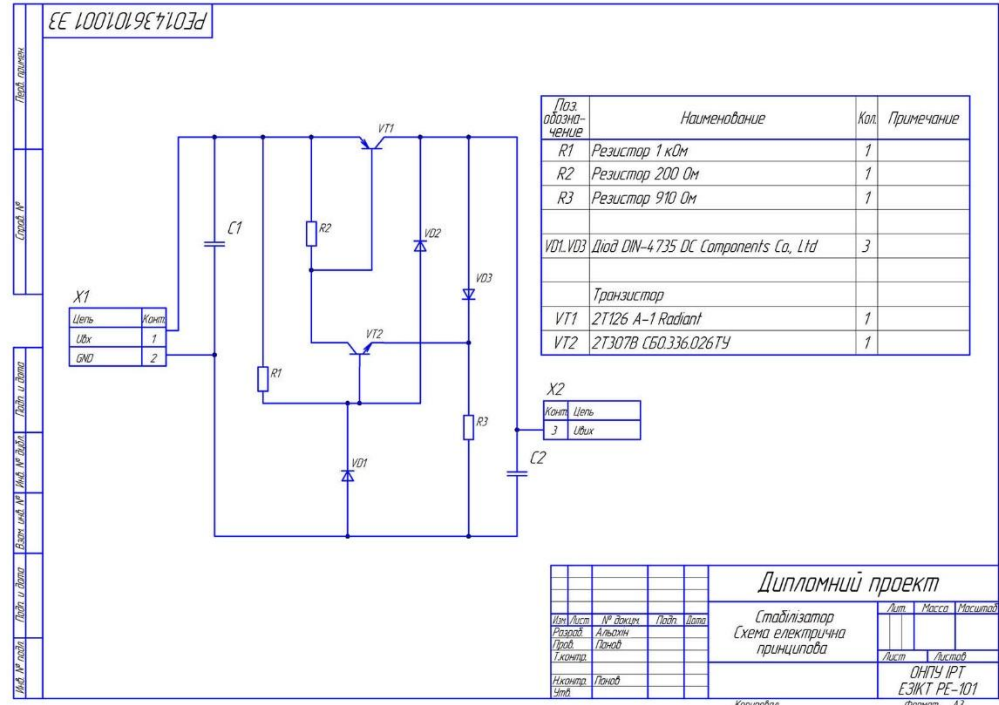 РЕ01.436101.001 ЭЗ
Перв. примен.
Справ. №
Подп. и дата
Инв. № дубл.
Взам. инв. №
Подп. и дата
Инв. № подл.
VT1
C1
R2
VD2
VD3
X1
Цепь Конт.
Uвх 1
GND 2
VT2
R1
R3
VD1
C2
X2
Конт. Цепь
3 Uвих
Поз. обозна-чение Наименование Кол. Примечание
R1 Резистор 1 кОм 1
R2 Резистор 200 Ом 1
R3 Резистор 910 Ом 1
VD1..VD3 Діод DIN-4735 DC Components Co., Ltd 3
Транзистор
VT1 2Т126 А-1 Radiant 1
VT2 2Т307В СБ0.336.026ТУ 1
Дипломний проект
Стабілізатор
Схема електрична
принципова
Лит. Масса Масштаб
Изм. Лист № докум. Подп. Дата
Разраб. Альохін
Пров. Панов
Т.контр.
Лист Листов
Н.контр. Панов
Утв.
ОНПУ ІРТ
ЕЗІКТ РЕ-101
Копировал Формат А3